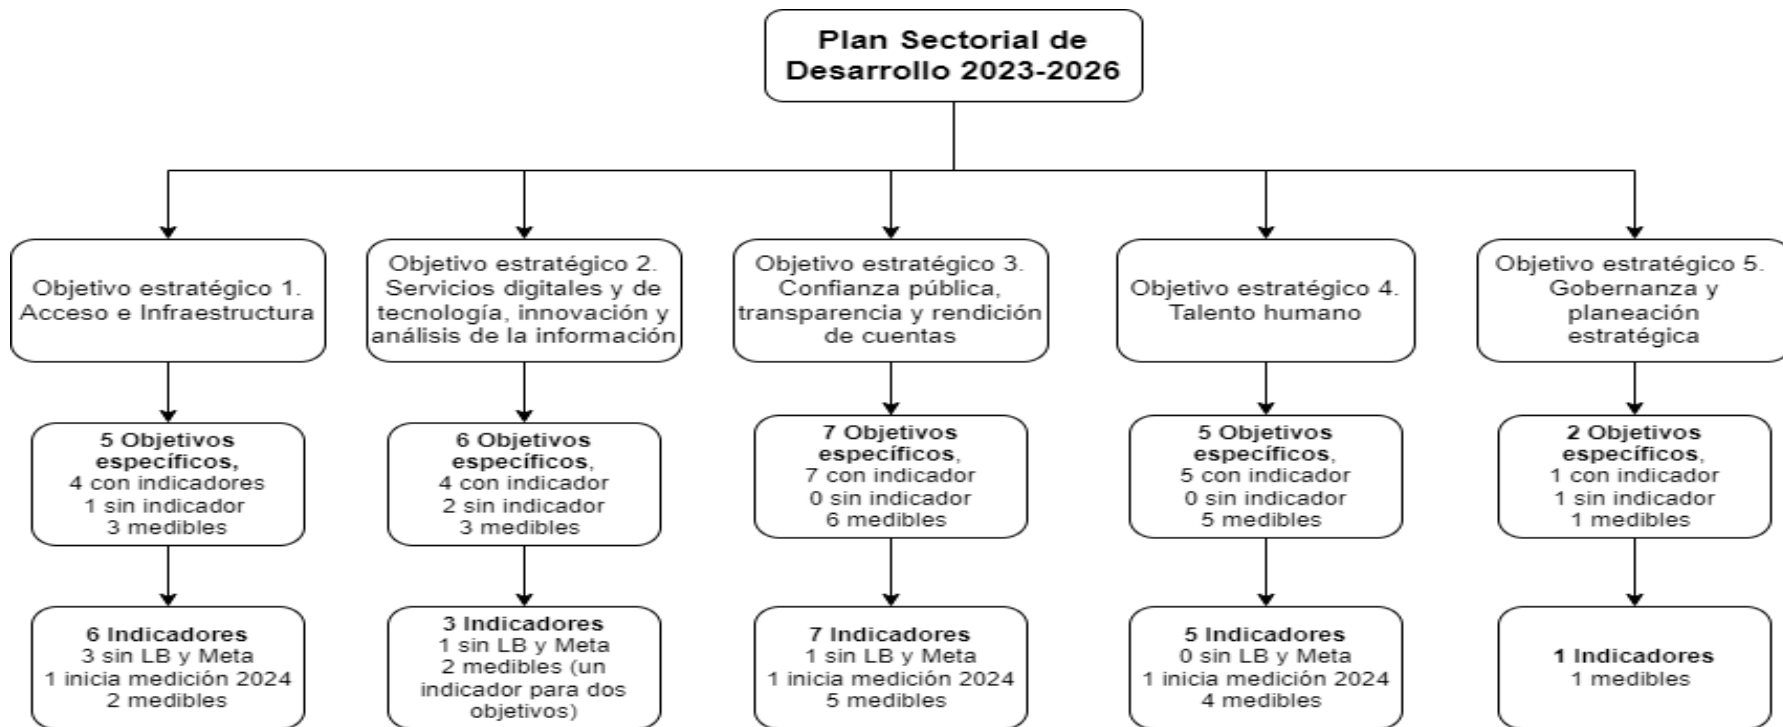 Plan Sectorial de
Desarrollo 2023-2026
Objetivo estratégico 1.
Acceso e Infraestructura
Objetivo estratégico 2.
Servicios digitales y de
tecnología, innovación y
análisis de la información
Objetivo estratégico 3.
Confianza pública,
transparencia y rendición
de cuentas
Objetivo estratégico 4.
Talento humano
Objetivo estratégico 5.
Gobernanza y
planeación
estratégica
5 Objetivos
específicos,
4 con indicadores
1 sin indicador
3 medibles
6 Objetivos
específicos,
4 con indicador
2 sin indicador
3 medibles
7 Objetivos
específicos,
7 con indicador
0 sin indicador
6 medibles
5 Objetivos
específicos,
5 con indicador
0 sin indicador
5 medibles
2 Objetivos
específicos,
1 con indicador
1 sin indicador
1 medibles
6 Indicadores
3 sin LB y Meta
1 inicia medición 2024
2 medibles
3 Indicadores
1 sin LB y Meta
2 medibles (un
indicador para dos
objetivos)
7 Indicadores
1 sin LB y Meta
1 inicia medición 2024
5 medibles
5 Indicadores
0 sin LB y Meta
1 inicia medición 2024
4 medibles
1 Indicadores
1 medibles